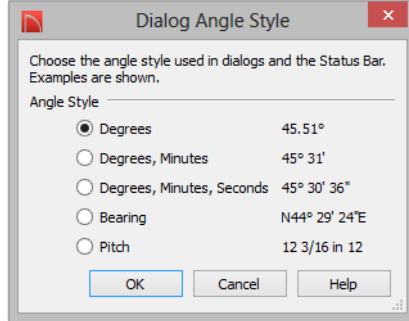 Dialog Angle Style
Choose the angle style used in dialogs and the Status Bar.
Examples are shown.
Angle Style
Degrees 45.51°
Degrees, Minutes 45° 31'
Degrees, Minutes, Seconds 45° 30' 36"
Bearing N44° 29' 24"E
Pitch 12 3/16 in 12
OK Cancel Help